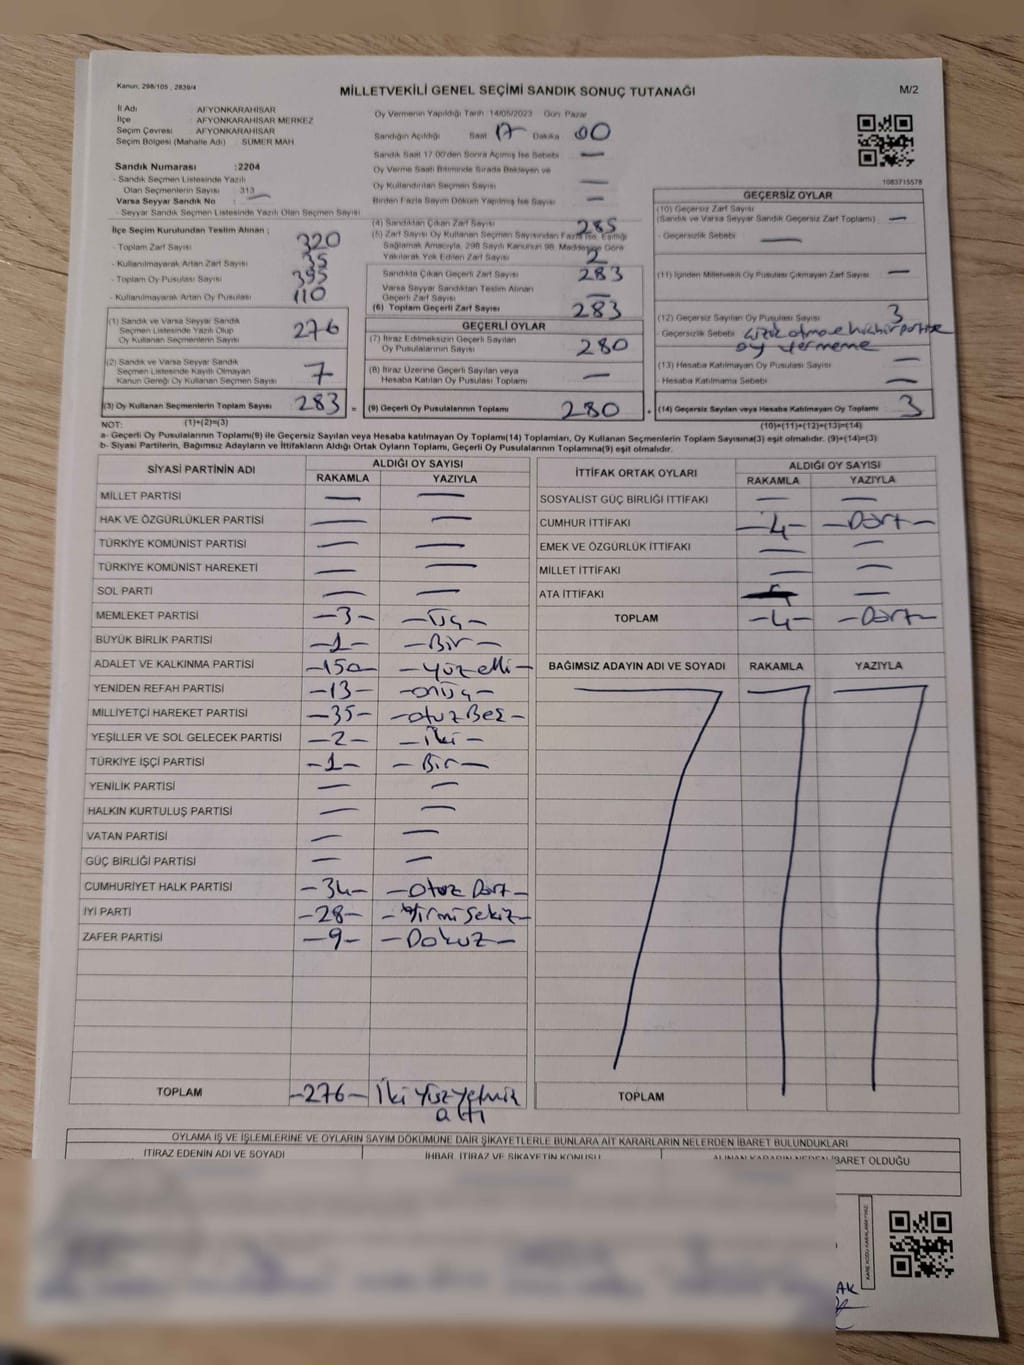 Kanun, 298/105 , 2839/4
MİLLETVEKİLİ GENEL SEÇİMİ SANDIK SONUÇ TUTANAĞI
M/2
İl Adı AFYONKARAHİSAR
İlçe AFYONKARAHİSAR MERKEZ
Seçim Çevresi AFYONKARAHİSAR
Seçim Bölgesi (Mahalle Adı) SÜMER MAH
Sandık Numarası :2204
- Sandık Seçmen Listesinde Yazılı
Olan Seçmenlerin Sayısı : 313
Varsa Seyyar Sandık No : —
- Seyyar Sandık Seçmen Listesinde Yazılı Olan Seçmen Sayısı
İlçe Seçim Kurulundan Teslim Alınan ;
- Toplam Zarf Sayısı 320
- Kullanılmayarak Artan Zarf Sayısı 35
- Toplam Oy Pusulası Sayısı 393
- Kullanılmayarak Artan Oy Pusulası 110
(1) Sandık ve Varsa Seyyar Sandık
Seçmen Listesinde Yazılı Olup
Oy Kullanan Seçmenlerin Sayısı 276
(2) Sandık ve Varsa Seyyar Sandık
Seçmen Listesinde Kayıtlı Olmayan
Kanun Gereği Oy Kullanan Seçmen Sayısı 7
(3) Oy Kullanan Seçmenlerin Toplam Sayısı 283 =
(1)+(2)=(3)
Oy Vermenin Yapıldığı Tarih :14/05/2023 Gün Pazar
Sandığın Açıldığı Saat 17 Dakika 00
Sandık Saat 17.00'den Sonra Açılmış İse Sebebi —
Oy Verme Saati Bitiminde Sırada Bekleyen ve
Oy Kullandırılan Seçmen Sayısı —
Birden Fazla Sayım Döküm Yapılmış İse Sayısı —
(4) Sandıktan Çıkan Zarf Sayısı 285
(5) Zarf Sayısı Oy Kullanan Seçmen Sayısından Fazla İse, Eşitliği
Sağlamak Amacıyla, 298 Sayılı Kanunun 98. Maddesine Göre
Yakılarak Yok Edilen Zarf Sayısı 2
Sandıkta Çıkan Geçerli Zarf Sayısı 283
Varsa Seyyar Sandıktan Teslim Alınan
Geçerli Zarf Sayısı —
(6) Toplam Geçerli Zarf Sayısı 283
GEÇERLİ OYLAR
(7) İtiraz Edilmeksizin Geçerli Sayılan
Oy Pusulalarının Sayısı 280
(8) İtiraz Üzerine Geçerli Sayılan veya
Hesaba Katılan Oy Pusulası Toplamı —
(9) Geçerli Oy Pusulalarının Toplamı 280 +
1083715578
GEÇERSİZ OYLAR
(10) Geçersiz Zarf Sayısı
(Sandık ve Varsa Seyyar Sandık Geçersiz Zarf Toplamı) —
- Geçersizlik Sebebi —
(11) İçinden Milletvekili Oy Pusulası Çıkmayan Zarf Sayısı —
(12) Geçersiz Sayılan Oy Pusulası Sayısı 3
- Geçersizlik Sebebi hiçbir partiye
oy vermeme
(13) Hesaba Katılmayan Oy Pusulası Sayısı —
- Hesaba Katılmama Sebebi —
(14) Geçersiz Sayılan veya Hesaba Katılmayan Oy Toplamı 3
(10)+(11)+(12)+(13)=(14)
NOT:
a- Geçerli Oy Pusulalarının Toplamı(9) ile Geçersiz Sayılan veya Hesaba katılmayan Oy Toplamı(14) Toplamları, Oy Kullanan Seçmenlerin Toplam Sayısına(3) eşit olmalıdır. (9)+(14)=(3)
b- Siyasi Partilerin, Bağımsız Adayların ve İttifakların Aldığı Ortak Oyların Toplamı, Geçerli Oy Pusulalarının Toplamına(9) eşit olmalıdır.
SİYASİ PARTİNİN ADI ALDIĞI OY SAYISI
RAKAMLA YAZIYLA
MİLLET PARTİSİ — —
HAK VE ÖZGÜRLÜKLER PARTİSİ — —
TÜRKİYE KOMÜNİST PARTİSİ — —
TÜRKİYE KOMÜNİST HAREKETİ — —
SOL PARTİ — —
MEMLEKET PARTİSİ -3- -Üç-
BÜYÜK BİRLİK PARTİSİ -1- -Bir-
ADALET VE KALKINMA PARTİSİ -150- -yüzelli-
YENİDEN REFAH PARTİSİ -13- -onüç-
MİLLİYETÇİ HAREKET PARTİSİ -35- -otuzBeş-
YEŞİLLER VE SOL GELECEK PARTİSİ -2- -iki-
TÜRKİYE İŞÇİ PARTİSİ -1- -Bir-
YENİLİK PARTİSİ — —
HALKIN KURTULUŞ PARTİSİ — —
VATAN PARTİSİ — —
GÜÇ BİRLİĞİ PARTİSİ — —
CUMHURİYET HALK PARTİSİ -34- -Otuz Dört-
İYİ PARTİ -28- -Yirmi Sekiz-
ZAFER PARTİSİ -9- -Dokuz-
TOPLAM -276- İki Yüz Yetmiş
altı
İTTİFAK ORTAK OYLARI ALDIĞI OY SAYISI
RAKAMLA YAZIYLA
SOSYALİST GÜÇ BİRLİĞİ İTTİFAKI — —
CUMHUR İTTİFAKI -4- -Dört-
EMEK VE ÖZGÜRLÜK İTTİFAKI — —
MİLLET İTTİFAKI — —
ATA İTTİFAKI —
TOPLAM -4- -Dört-
BAĞIMSIZ ADAYIN ADI VE SOYADI RAKAMLA YAZIYLA
TOPLAM
OYLAMA İŞ VE İŞLEMLERİNE VE OYLARIN SAYIM DÖKÜMÜNE DAİR ŞİKAYETLERLE BUNLARA AİT KARARLARIN NELERDEN İBARET BULUNDUKLARI
İTİRAZ EDENİN ADI VE SOYADI İHBAR, İTİRAZ VE ŞİKAYETİN KONUSU ALINAN KARARIN NEDEN İBARET OLDUĞU
KARE KODU KARALAMAYINIZ
AK